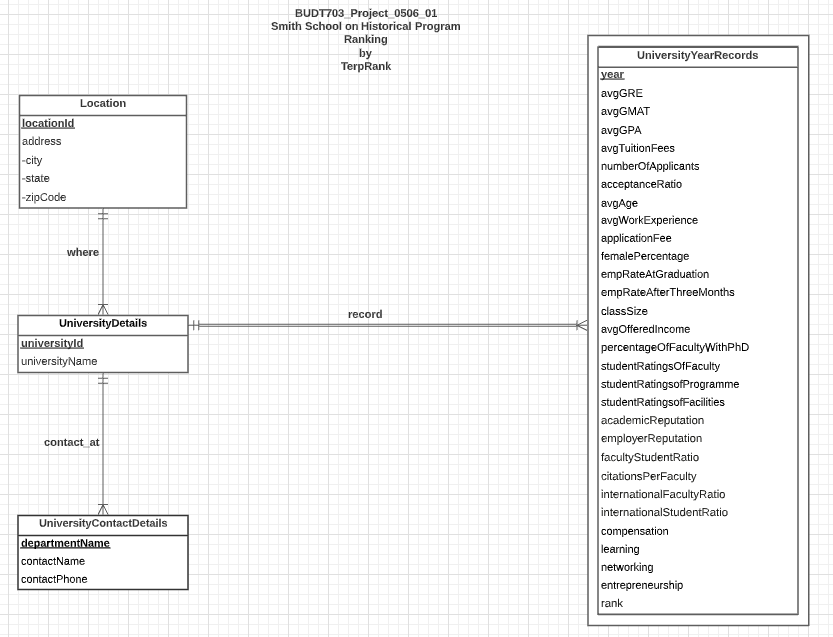 BUDT703_Project_0506_01
Smith School on Historical Program
Ranking
by
TerpRank
Location
locationId
address
-city
-state
-zipCode
where
UniversityDetails
universityId
universityName
record
contact_at
UniversityContactDetails
departmentName
contactName
contactPhone
UniversityYearRecords
year
avgGRE
avgGMAT
avgGPA
avgTuitionFees
numberOfApplicants
acceptanceRatio
avgAge
avgWorkExperience
applicationFee
femalePercentage
empRateAtGraduation
empRateAfterThreeMonths
classSize
avgOfferedIncome
percentageOfFacultyWithPhD
studentRatingsOfFaculty
studentRatingsofProgramme
studentRatingsofFacilities
academicReputation
employerReputation
facultyStudentRatio
citationsPerFaculty
internationalFacultyRatio
internationalStudentRatio
compensation
learning
networking
entrepreneurship
rank